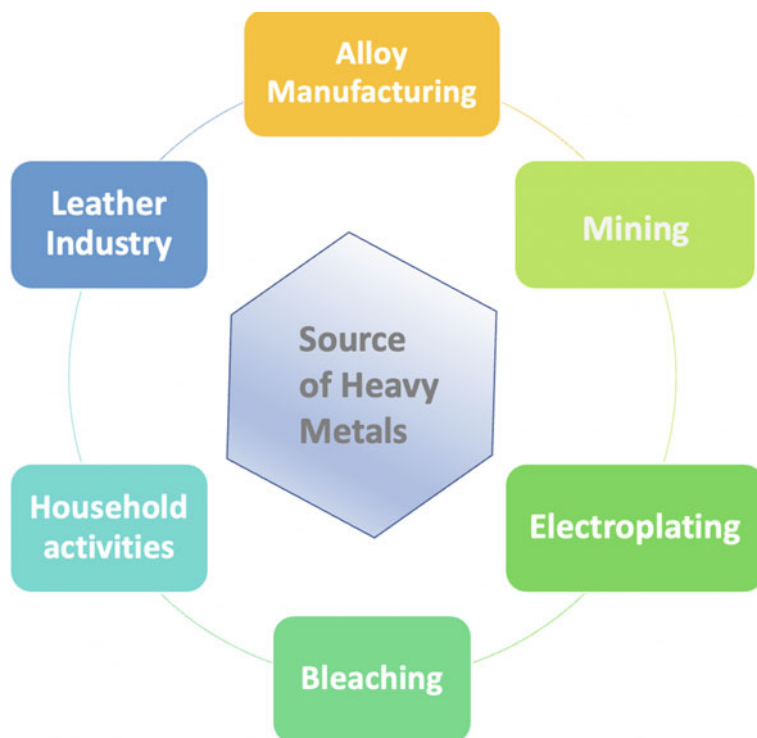 Alloy
Manufacturing
Mining
Electroplating
Bleaching
Household
activities
Leather
Industry
Source
of Heavy
Metals